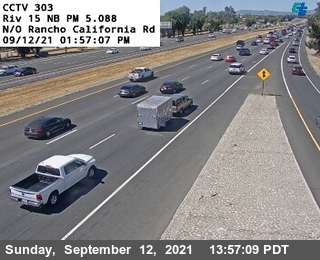 CCTV 303
Riv 15 NB PM 5.088
N/O Rancho California Rd
09/12/21 01:57:07 PM
Sunday, September 12, 2021 13:57:09 PDT